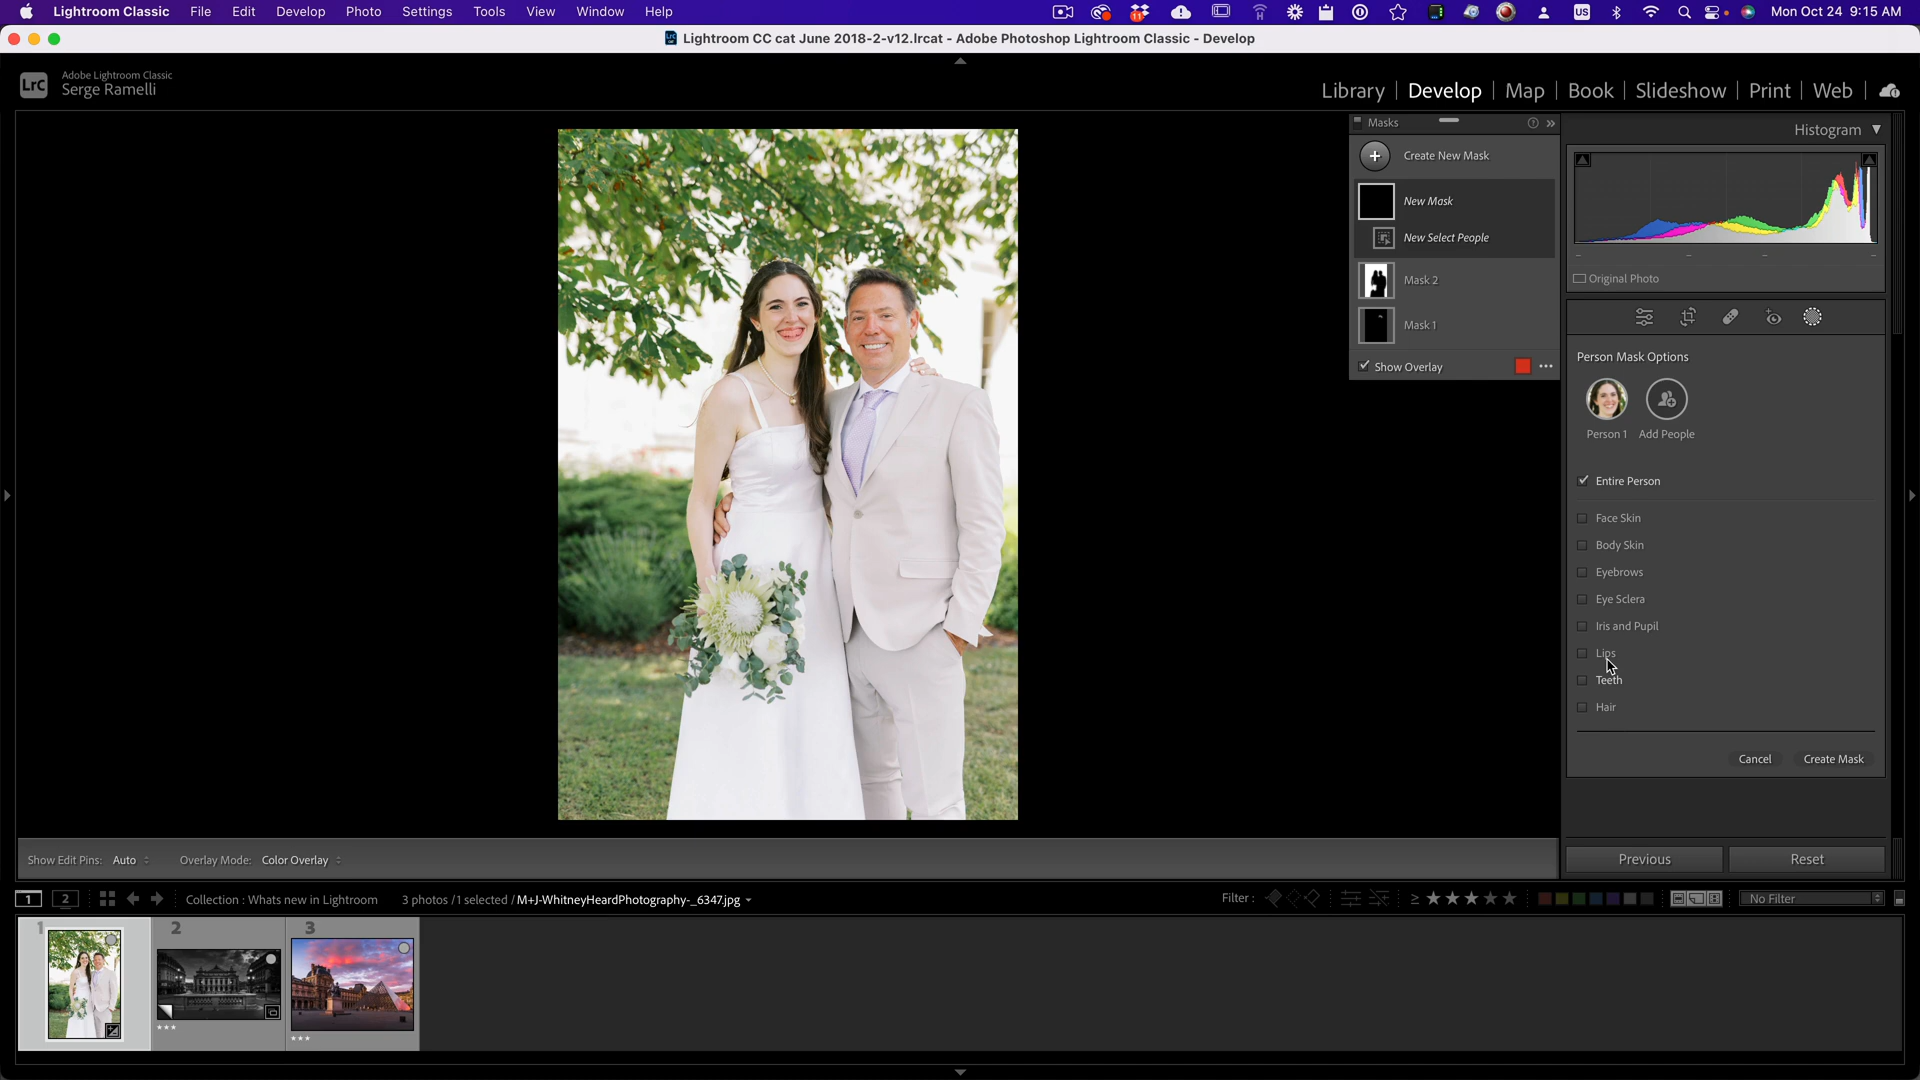 Lightroom Classic File Edit Develop Photo Settings Tools View Window Help
11 US Mon Oct 24 9:15 AM
Lightroom CC cat June 2018-2-v12.lrcat - Adobe Photoshop Lightroom Classic - Develop
LrC
Adobe Lightroom Classic
Serge Ramelli
Library | Develop | Map | Book | Slideshow | Print | Web
Masks
Create New Mask
New Mask
New Select People
Mask 2
Mask 1
Show Overlay
Histogram
Original Photo
Person Mask Options
Person 1 Add People
Entire Person
Face Skin
Body Skin
Eyebrows
Eye Sclera
Iris and Pupil
Lips
Teeth
Hair
Cancel Create Mask
Show Edit Pins: Auto Overlay Mode: Color Overlay
Previous Reset
1 2 Collection : Whats new in Lightroom 3 photos / 1 selected / M+J-WhitneyHeardPhotography-_6347.jpg Filter : ≥ ★★★★★ No Filter
1 2 3
★★★ ★★★